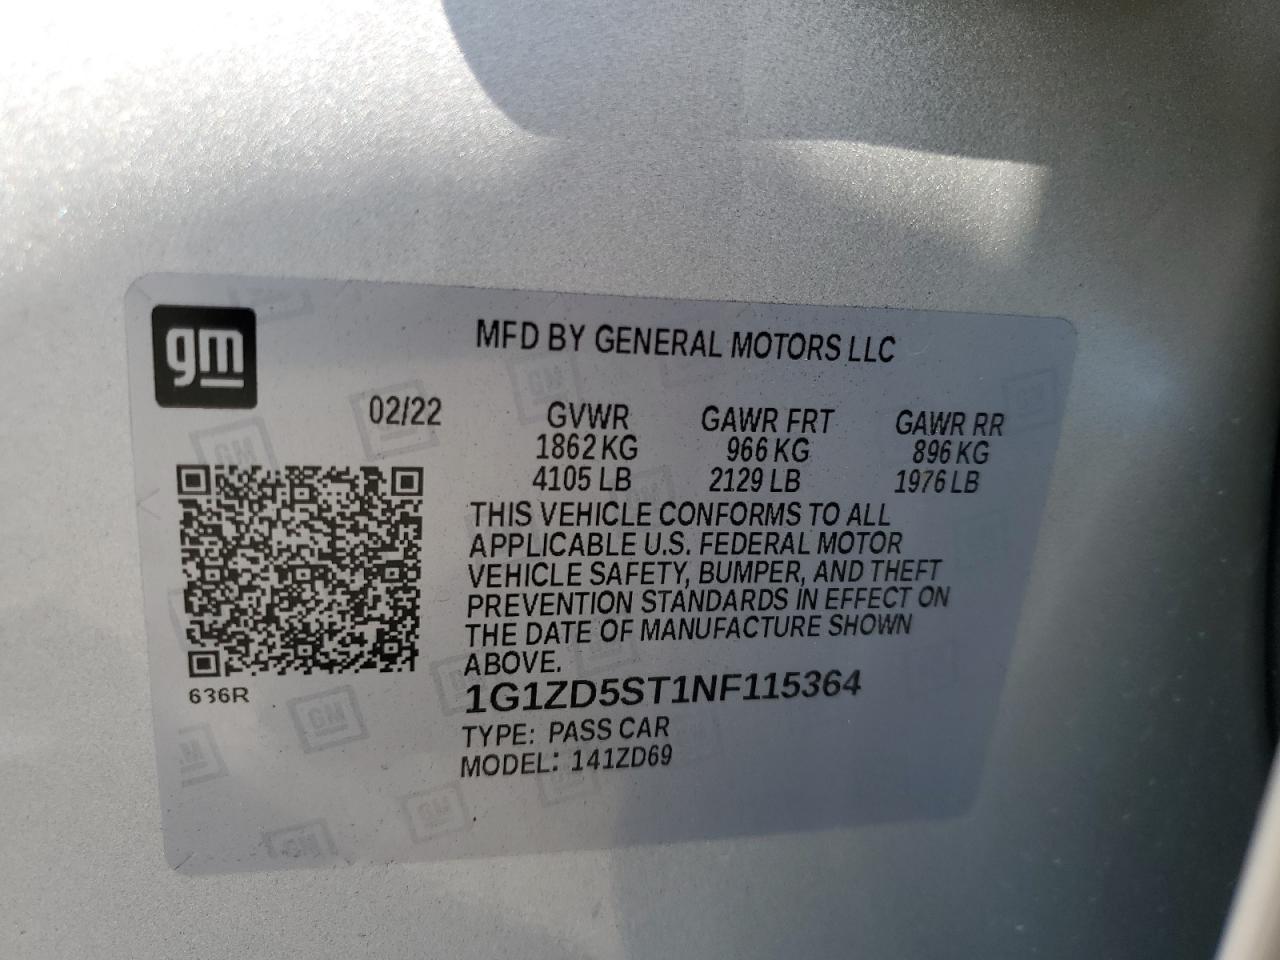 gm
MFD BY GENERAL MOTORS LLC
02/22
GVWR GAWR FRT GAWR RR
1862 KG 966 KG 896 KG
4105 LB 2129 LB 1976 LB
THIS VEHICLE CONFORMS TO ALL
APPLICABLE U.S. FEDERAL MOTOR
VEHICLE SAFETY, BUMPER, AND THEFT
PREVENTION STANDARDS IN EFFECT ON
THE DATE OF MANUFACTURE SHOWN
ABOVE.
636R
1G1ZD5ST1NF115364
TYPE: PASS CAR
MODEL: 141ZD69